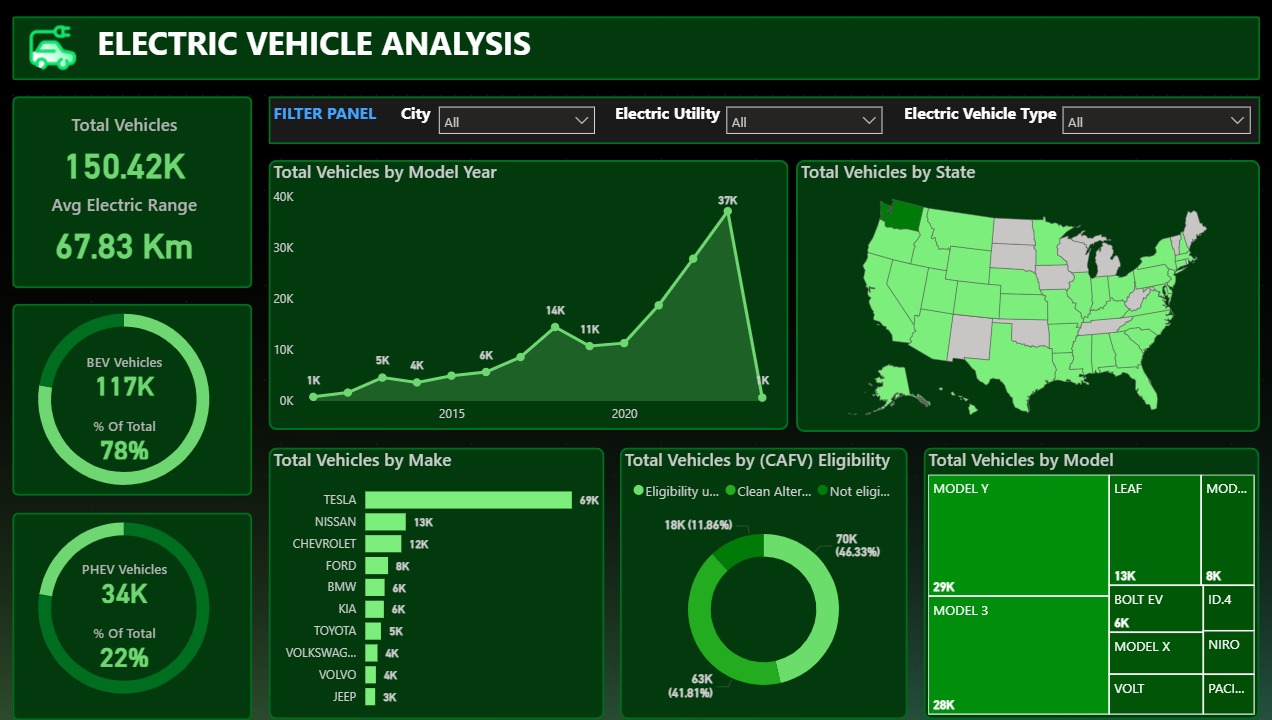 ELECTRIC VEHICLE ANALYSIS
Total Vehicles
150.42K
Avg Electric Range
67.83 Km
FILTER PANEL
City
All
Electric Utility
All
Electric Vehicle Type
All
Total Vehicles by Model Year
40K
30K
20K
10K
0K
1K
5K
4K
6K
14K
11K
37K
1K
2015
2020
Total Vehicles by State
BEV Vehicles
117K
% Of Total
78%
PHEV Vehicles
34K
% Of Total
22%
Total Vehicles by Make
TESLA 69K
NISSAN 13K
CHEVROLET 12K
FORD 8K
BMW 6K
KIA 6K
TOYOTA 5K
VOLKSWAG... 4K
VOLVO 4K
JEEP 3K
Total Vehicles by (CAFV) Eligibility
Eligibility u... Clean Alter... Not eligi...
18K (11.86%)
70K
(46.33%)
63K
(41.81%)
Total Vehicles by Model
MODEL Y
29K
MODEL 3
28K
LEAF
13K
MOD...
8K
BOLT EV
6K
ID.4
MODEL X
NIRO
VOLT
PACI...